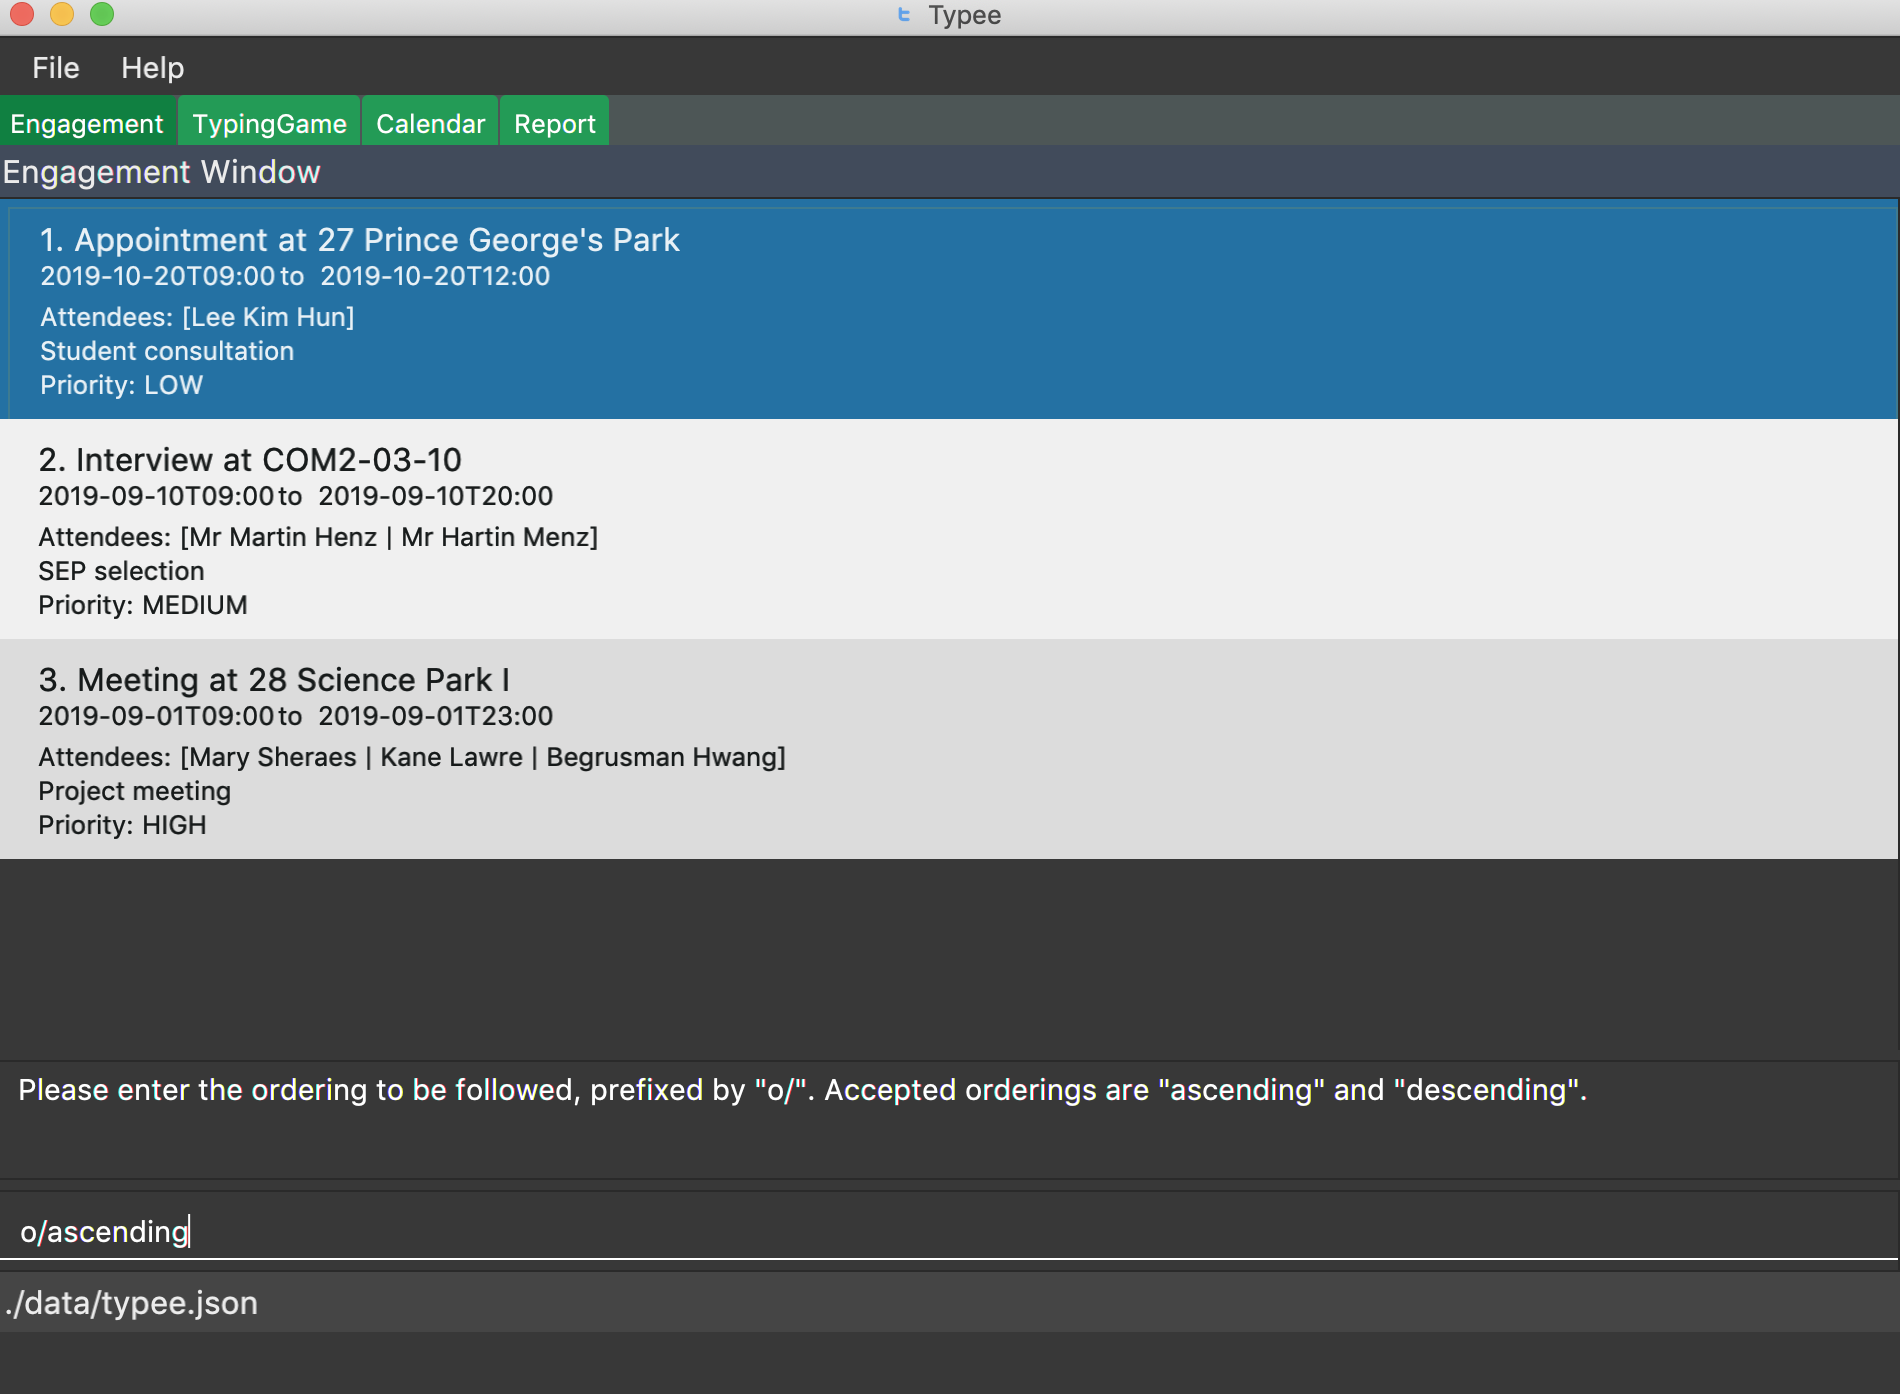 Typee
File Help
Engagement TypingGame Calendar Report
Engagement Window
1. Appointment at 27 Prince George's Park
2019-10-20T09:00 to 2019-10-20T12:00
Attendees: [Lee Kim Hun]
Student consultation
Priority: LOW
2. Interview at COM2-03-10
2019-09-10T09:00 to 2019-09-10T20:00
Attendees: [Mr Martin Henz | Mr Hartin Menz]
SEP selection
Priority: MEDIUM
3. Meeting at 28 Science Park I
2019-09-01T09:00 to 2019-09-01T23:00
Attendees: [Mary Sheraes | Kane Lawre | Begrusman Hwang]
Project meeting
Priority: HIGH
Please enter the ordering to be followed, prefixed by "o/". Accepted orderings are "ascending" and "descending".
o/ascending
./data/typee.json